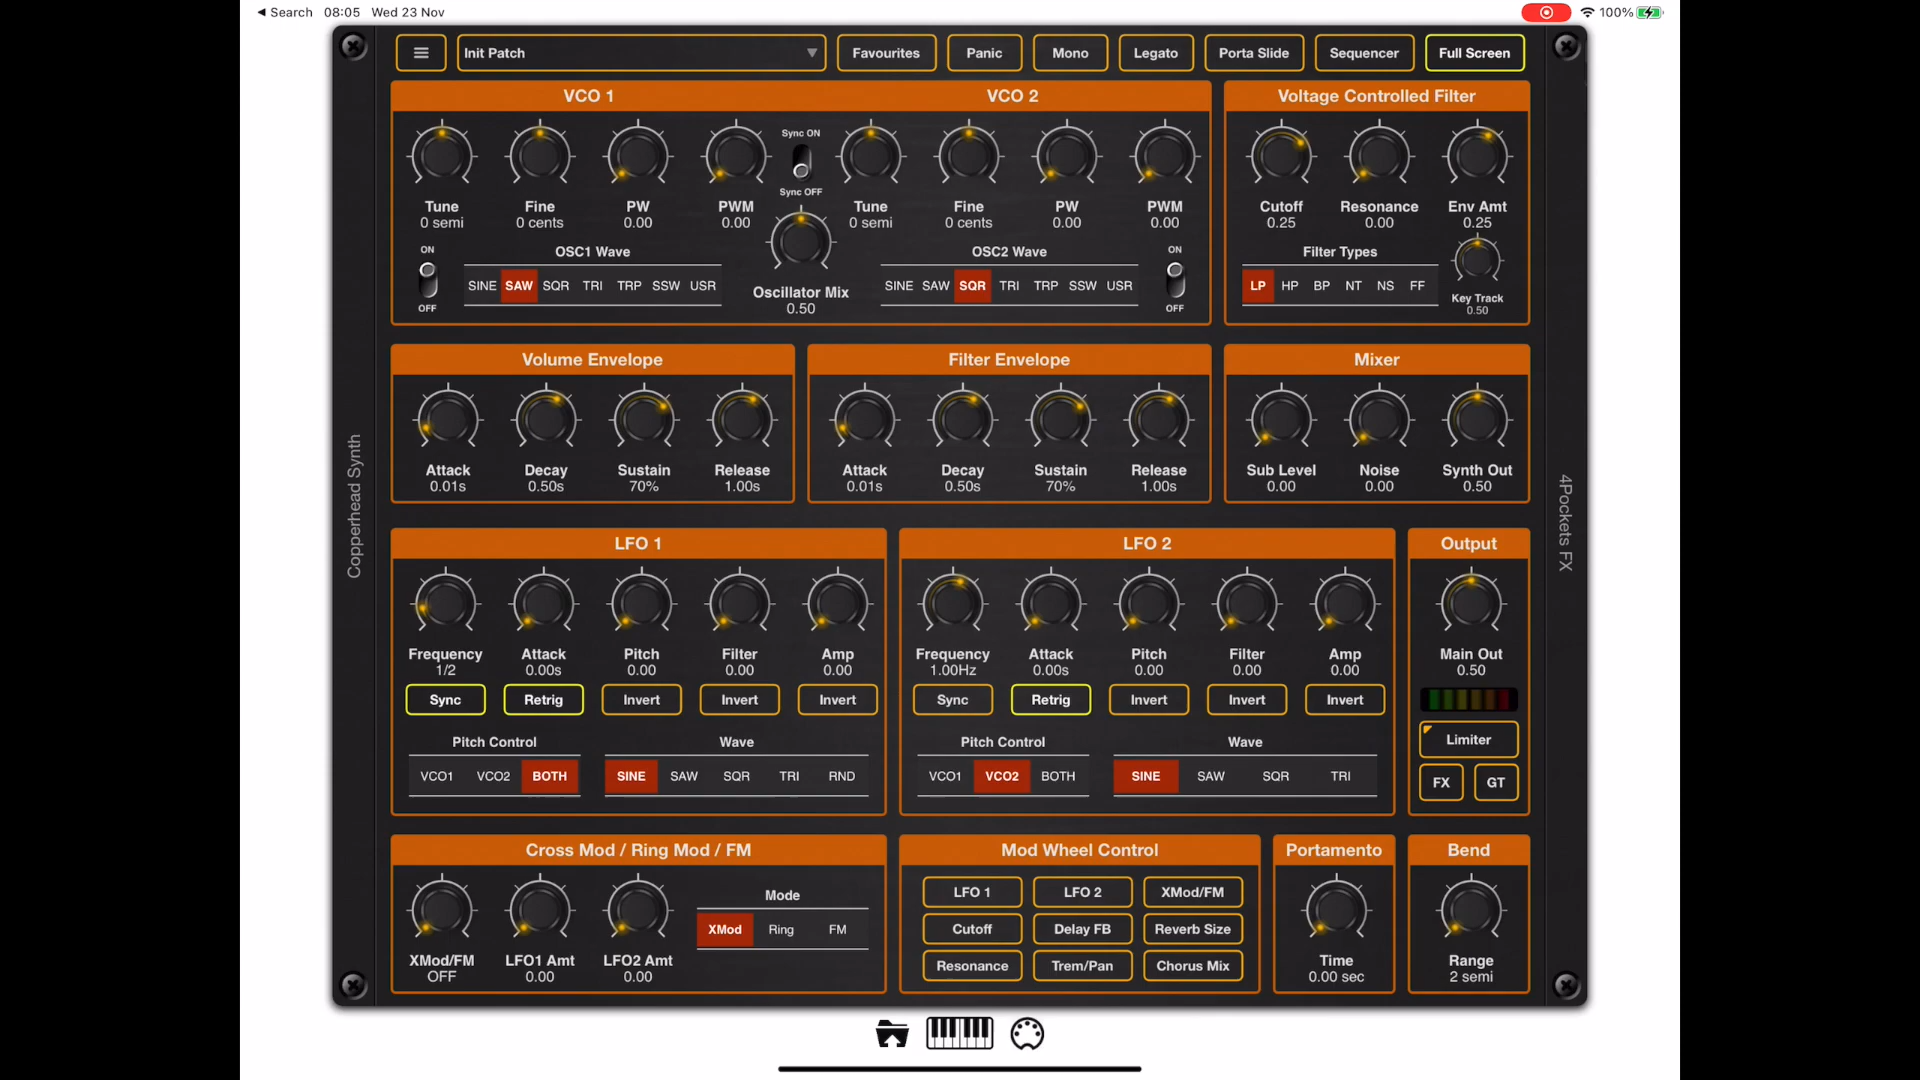 Search 08:05 Wed 23 Nov 100%
Init Patch Favourites Panic Mono Legato Porta Slide Sequencer Full Screen
VCO 1 VCO 2
Sync ON
Sync OFF
Tune Fine PW PWM Tune Fine PW PWM
0 semi 0 cents 0.00 0.00 0 semi 0 cents 0.00 0.00
ON OSC1 Wave OSC2 Wave ON
SINE SAW SQR TRI TRP SSW USR SINE SAW SQR TRI TRP SSW USR
Oscillator Mix
OFF 0.50 OFF
Voltage Controlled Filter
Cutoff Resonance Env Amt
0.25 0.00 0.25
Filter Types
LP HP BP NT NS FF
Key Track
0.50
Volume Envelope
Attack Decay Sustain Release
0.01s 0.50s 70% 1.00s
Filter Envelope
Attack Decay Sustain Release
0.01s 0.50s 70% 1.00s
Mixer
Sub Level Noise Synth Out
0.00 0.00 0.50
Copperhead Synth
4Pockets FX
LFO 1
Frequency Attack Pitch Filter Amp
1/2 0.00s 0.00 0.00 0.00
Sync Retrig Invert Invert Invert
Pitch Control Wave
VCO1 VCO2 BOTH SINE SAW SQR TRI RND
LFO 2
Frequency Attack Pitch Filter Amp
1.00Hz 0.00s 0.00 0.00 0.00
Sync Retrig Invert Invert Invert
Pitch Control Wave
VCO1 VCO2 BOTH SINE SAW SQR TRI
Output
Main Out
0.50
Limiter
FX GT
Cross Mod / Ring Mod / FM
Mode
XMod Ring FM
XMod/FM LFO1 Amt LFO2 Amt
OFF 0.00 0.00
Mod Wheel Control
LFO 1 LFO 2 XMod/FM
Cutoff Delay FB Reverb Size
Resonance Trem/Pan Chorus Mix
Portamento
Time
0.00 sec
Bend
Range
2 semi